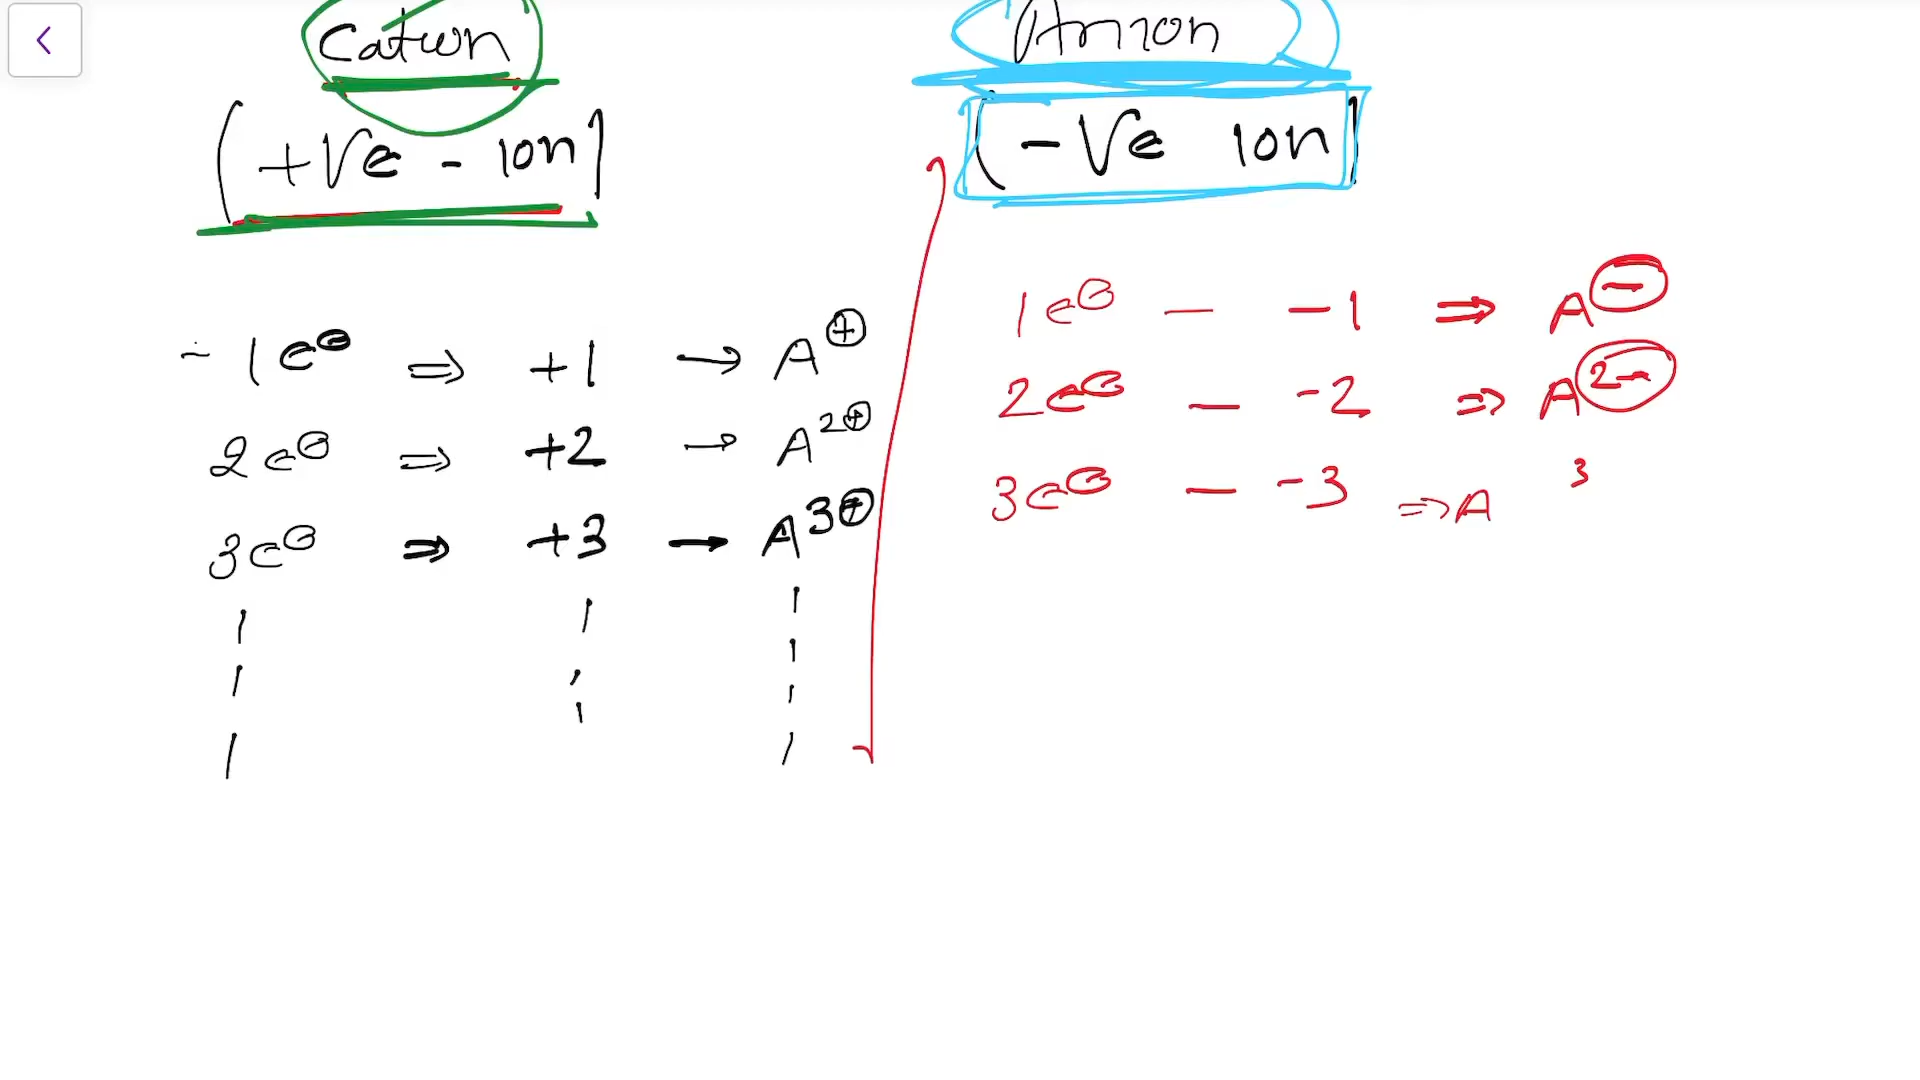 Cation
(+Ve - ion)
- 1e⊖ ⇒ +1 → A⊕
2e⊖ ⇒ +2 → A²⊕
3e⊖ ⇒ +3 → A³⊕
Anion
(-Ve ion)
1e⊖ — -1 ⇒ A⁻
2e⊖ — -2 ⇒ A²⁻
3e⊖ — -3 ⇒ A ³